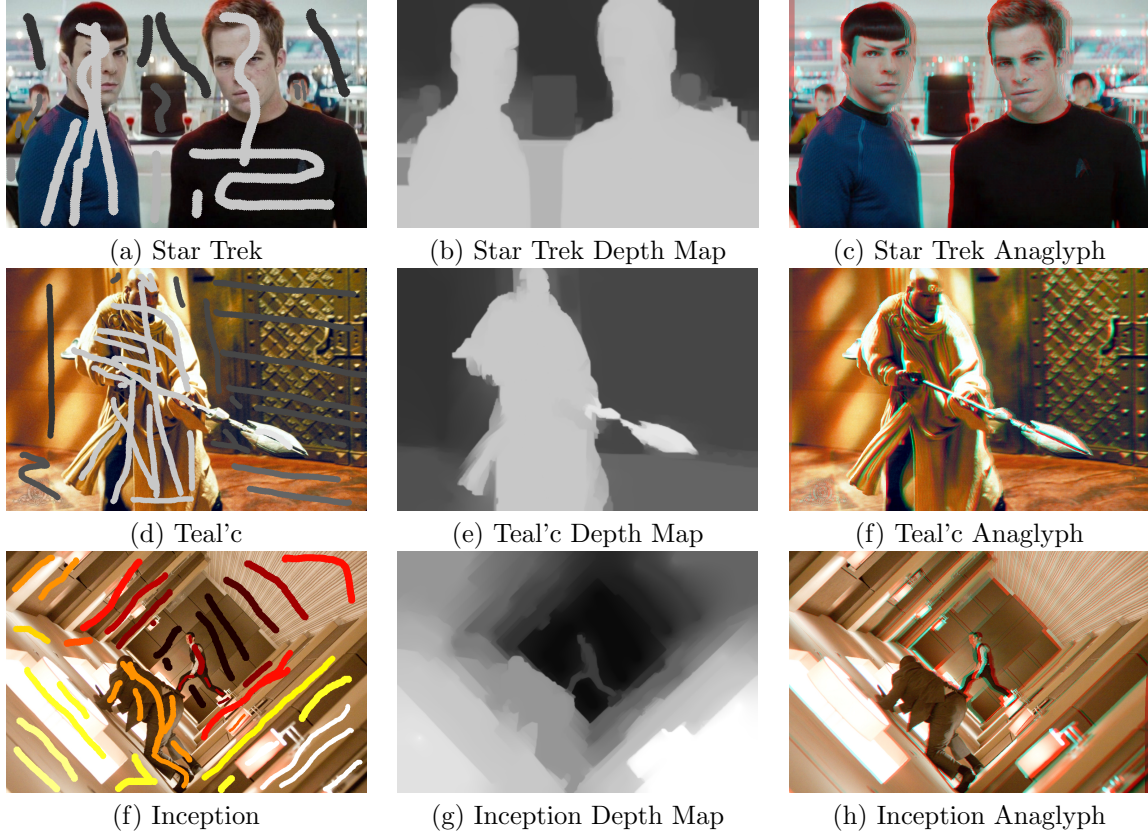 (a) Star Trek
(b) Star Trek Depth Map
(c) Star Trek Anaglyph
(d) Teal'c
(e) Teal'c Depth Map
(f) Teal'c Anaglyph
(f) Inception
(g) Inception Depth Map
(h) Inception Anaglyph